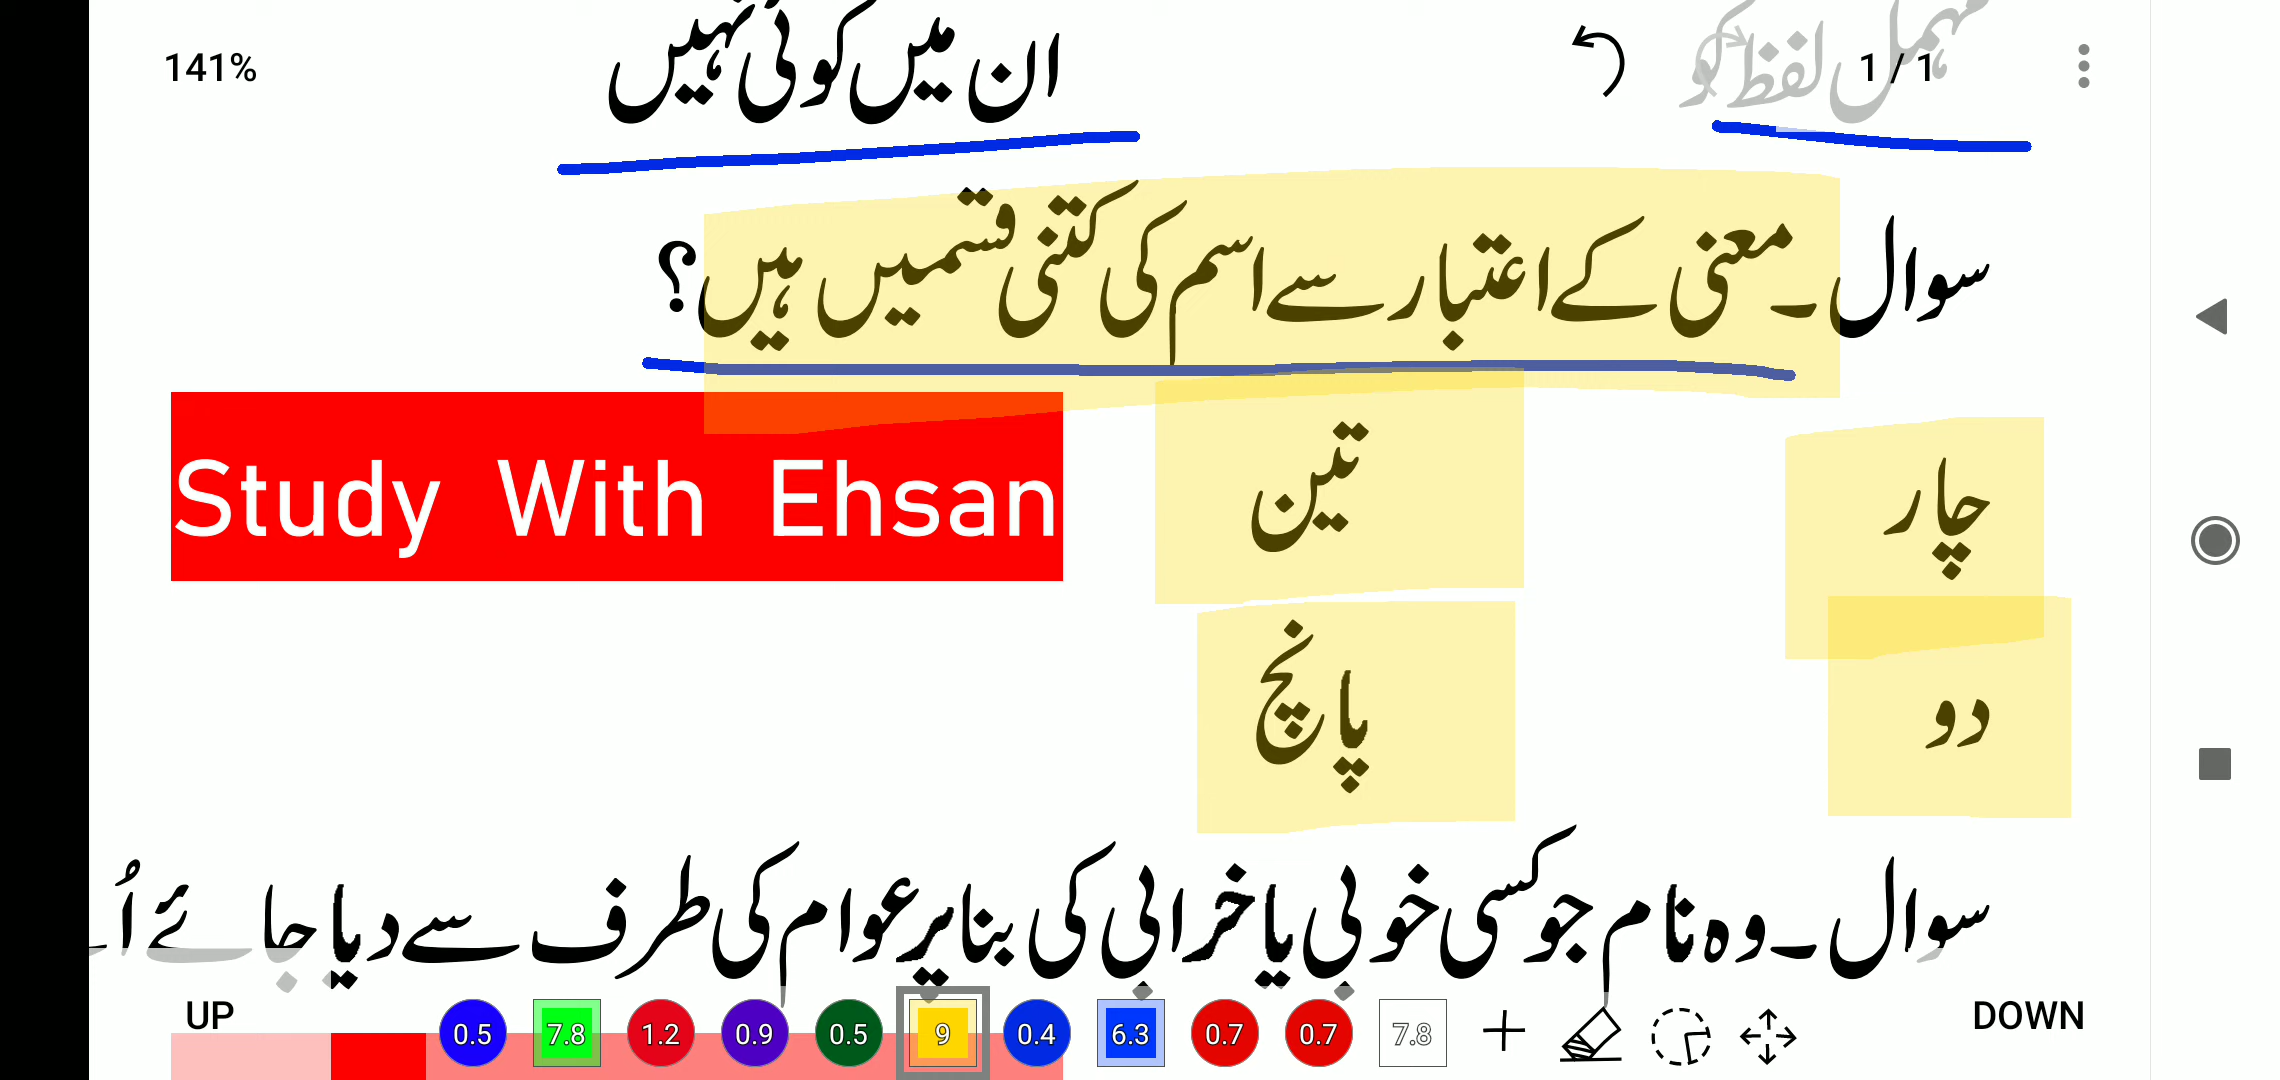 141%
مہمل لفظ کو ان میں کوئی نہیں
1 / 1
سوال ۔ معنی کے اعتبار سے اسم کی کتنی قسمیں ہیں؟
چار تین
Study With Ehsan
دو پانچ
سوال ۔ وہ نام جو کسی خوبی یا خرابی کی بنا پر عوام کی طرف سے دیا جائے
UP 0.5 7.8 1.2 0.9 0.5 9 0.4 6.3 0.7 0.7 7.8 DOWN